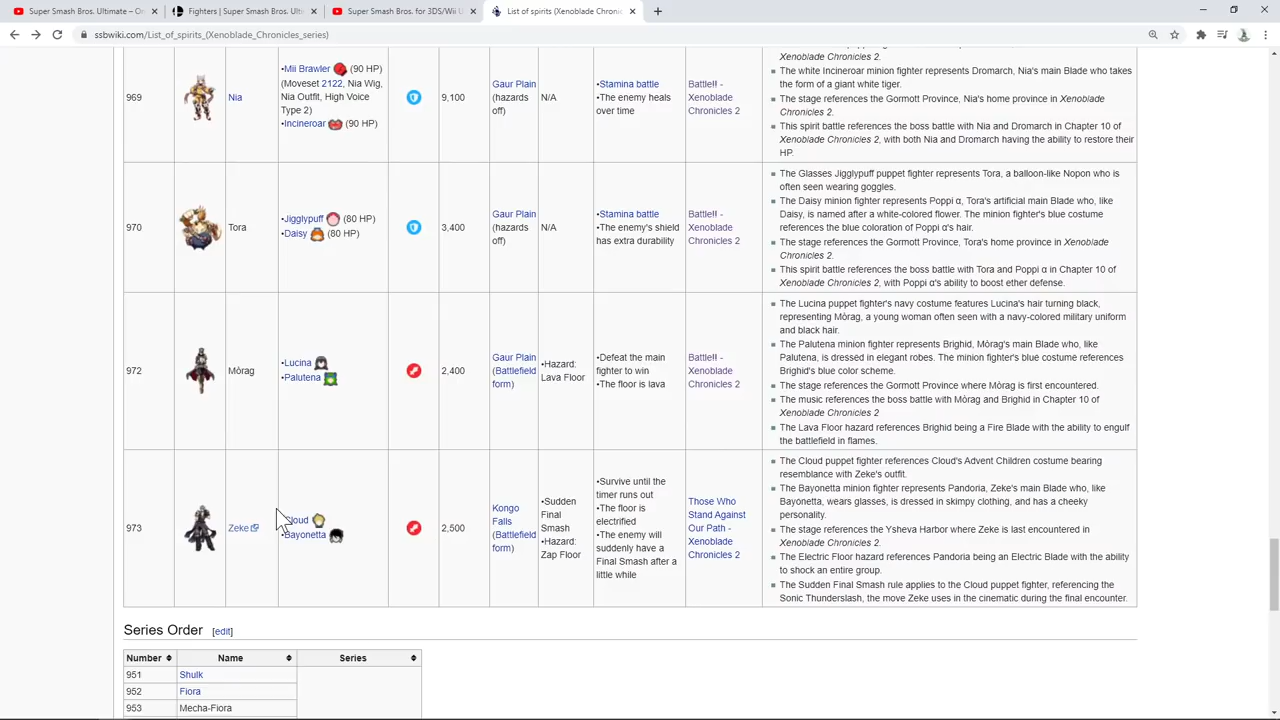 Super Smash Bros. Ultimate – On
Fighters | Super Smash Bros. Ulti
Super Smash Bros. for 3DS/Wii U
List of spirits (Xenoblade Chronic
ssbwiki.com/List_of_spirits_(Xenoblade_Chronicles_series)
Xenoblade Chronicles 2.
969
Nia
•Mii Brawler (90 HP)
(Moveset 2122, Nia Wig,
Nia Outfit, High Voice
Type 2)
•Incineroar (90 HP)
9,100
Gaur Plain
(hazards
off)
N/A
•Stamina battle
•The enemy heals
over time
Battle!! -
Xenoblade
Chronicles 2
The white Incineroar minion fighter represents Dromarch, Nia's main Blade who takes
the form of a giant white tiger.
The stage references the Gormott Province, Nia's home province in Xenoblade
Chronicles 2.
This spirit battle references the boss battle with Nia and Dromarch in Chapter 10 of
Xenoblade Chronicles 2, with both Nia and Dromarch having the ability to restore their
HP.
970
Tora
•Jigglypuff (80 HP)
•Daisy (80 HP)
3,400
Gaur Plain
(hazards
off)
N/A
•Stamina battle
•The enemy's shield
has extra durability
Battle!! -
Xenoblade
Chronicles 2
The Glasses Jigglypuff puppet fighter represents Tora, a balloon-like Nopon who is
often seen wearing goggles.
The Daisy minion fighter represents Poppi α, Tora's artificial main Blade who, like
Daisy, is named after a white-colored flower. The minion fighter's blue costume
references the blue coloration of Poppi α's hair.
The stage references the Gormott Province, Tora's home province in Xenoblade
Chronicles 2.
This spirit battle references the boss battle with Tora and Poppi α in Chapter 10 of
Xenoblade Chronicles 2, with Poppi α's ability to boost ether defense.
972
Mòrag
•Lucina
•Palutena
2,400
Gaur Plain
(Battlefield
form)
•Hazard:
Lava Floor
•Defeat the main
fighter to win
•The floor is lava
Battle!! -
Xenoblade
Chronicles 2
The Lucina puppet fighter's navy costume features Lucina's hair turning black,
representing Mòrag, a young woman often seen with a navy-colored military uniform
and black hair.
The Palutena minion fighter represents Brighid, Mòrag's main Blade who, like
Palutena, is dressed in elegant robes. The minion fighter's blue costume references
Brighid's blue color scheme.
The stage references the Gormott Province where Mòrag is first encountered.
The music references the boss battle with Mòrag and Brighid in Chapter 10 of
Xenoblade Chronicles 2
The Lava Floor hazard references Brighid being a Fire Blade with the ability to engulf
the battlefield in flames.
973
Zeke
oud
•Bayonetta
2,500
Kongo
Falls
(Battlefield
form)
•Sudden
Final
Smash
•Hazard:
Zap Floor
•Survive until the
timer runs out
•The floor is
electrified
•The enemy will
suddenly have a
Final Smash after a
little while
Those Who
Stand Against
Our Path -
Xenoblade
Chronicles 2
The Cloud puppet fighter references Cloud's Advent Children costume bearing
resemblance with Zeke's outfit.
The Bayonetta minion fighter represents Pandoria, Zeke's main Blade who, like
Bayonetta, wears glasses, is dressed in skimpy clothing, and has a cheeky
personality.
The stage references the Ysheva Harbor where Zeke is last encountered in
Xenoblade Chronicles 2.
The Electric Floor hazard references Pandoria being an Electric Blade with the ability
to shock an entire group.
The Sudden Final Smash rule applies to the Cloud puppet fighter, referencing the
Sonic Thunderslash, the move Zeke uses in the cinematic during the final encounter.
Series Order [edit]
Number Name Series
951 Shulk
952 Fiora
953 Mecha-Fiora